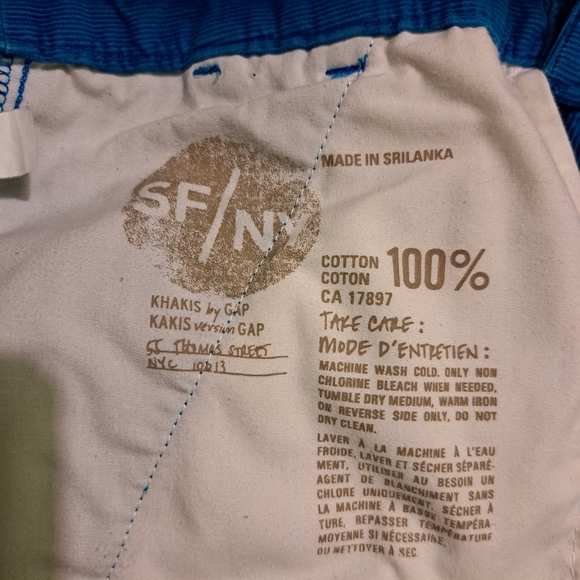 SF/NY
KHAKIS by GAP
KAKIS version GAP
55 THOMAS STREET
NYC 10013
MADE IN SRILANKA
COTTON 100%
COTON
CA 17897
TAKE CARE:
MODE D'ENTRETIEN:
MACHINE WASH COLD. ONLY NON
CHLORINE BLEACH WHEN NEEDED.
TUMBLE DRY MEDIUM, WARM IRON
ON REVERSE SIDE ONLY, DO NOT
DRY CLEAN.
LAVER À LA MACHINE À L'EAU
FROIDE, LAVER ET SÉCHER SÉPARÉ-
MENT, UTILISER AU BESOIN UN
AGENT DE BLANCHIMENT SANS
CHLORE UNIQUEMENT. SÉCHER À
LA MACHINE À BASSE TEMPÉRA-
TURE, REPASSER TEMPÉRATURE
MOYENNE SI NÉCESSAIRE.
OU NETTOYER À SEC.